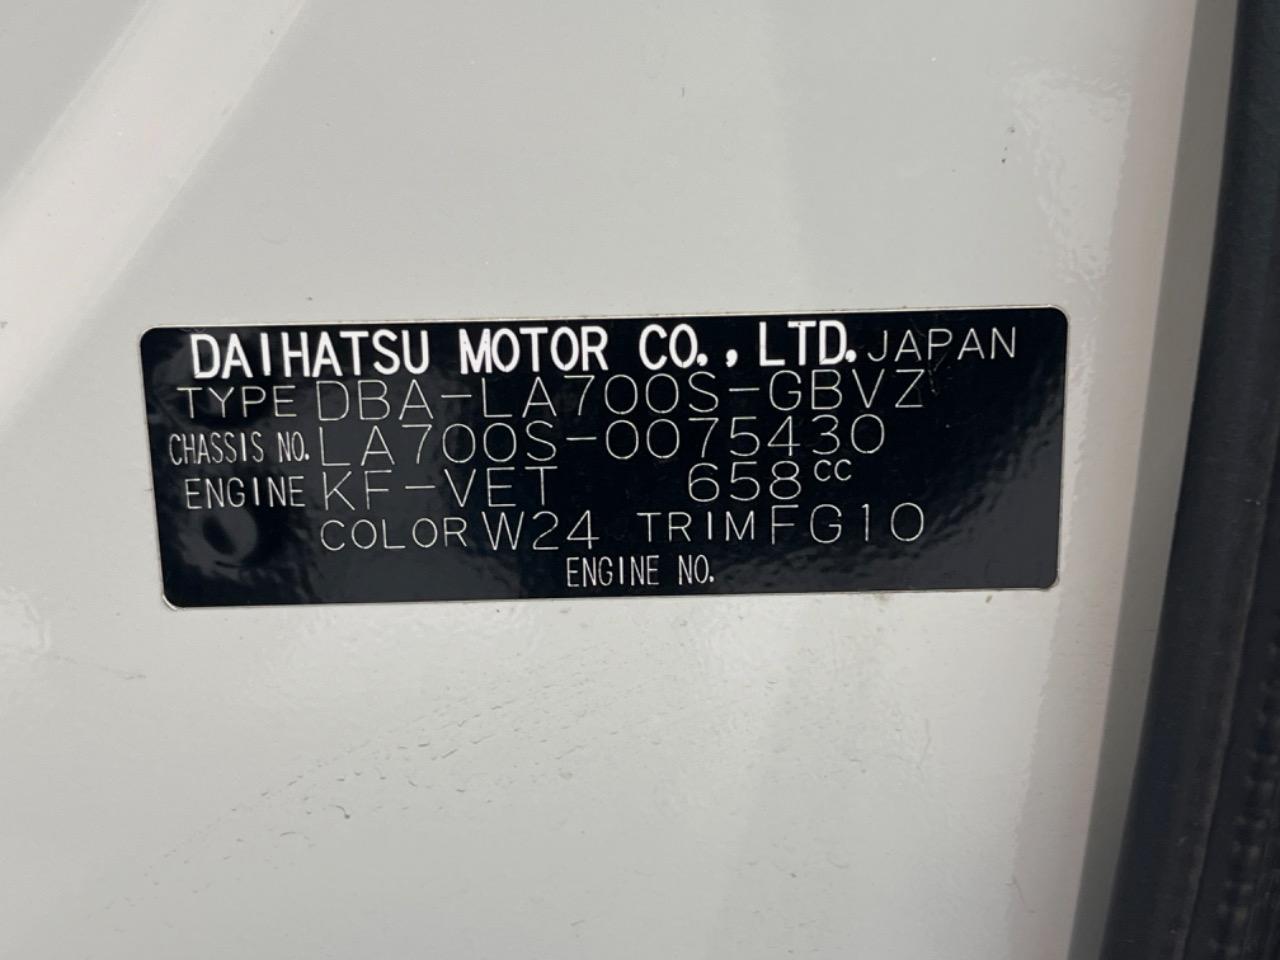 DAIHATSU MOTOR CO., LTD. JAPAN
TYPE DBA-LA700S-GBVZ
CHASSIS NO. LA700S-0075430
ENGINE KF-VET 658cc
COLOR W24 TRIM FG10
ENGINE NO.